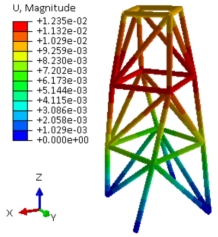 U, Magnitude
+1.235e-02
+1.132e-02
+1.029e-02
+9.259e-03
+8.230e-03
+7.202e-03
+6.173e-03
+5.144e-03
+4.115e-03
+3.086e-03
+2.058e-03
+1.029e-03
+0.000e+00
Z
X
Y